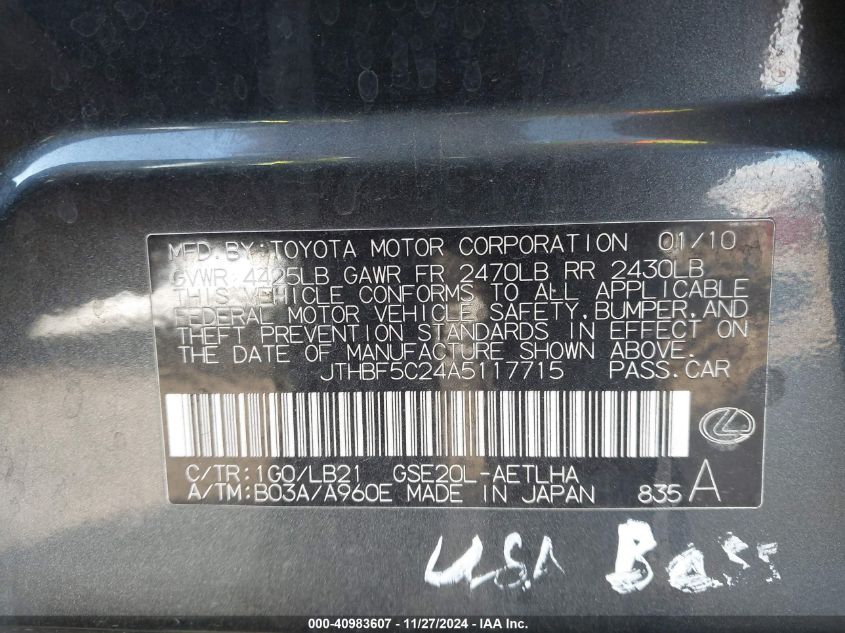 MFD. BY: TOYOTA MOTOR CORPORATION 01/10
GVWR 4425LB GAWR FR 2470LB RR 2430LB
THIS VEHICLE CONFORMS TO ALL APPLICABLE
FEDERAL MOTOR VEHICLE SAFETY, BUMPER, AND
THEFT PREVENTION STANDARDS IN EFFECT ON
THE DATE OF MANUFACTURE SHOWN ABOVE.
JTHBF5C24A5117715 PASS.CAR
C/TR:1G0/LB21 GSE20L-AETLHA
A/TM:B03A/A960E MADE IN JAPAN 835 A
USA Bass
000-40983607 - 11/27/2024 - IAA Inc.